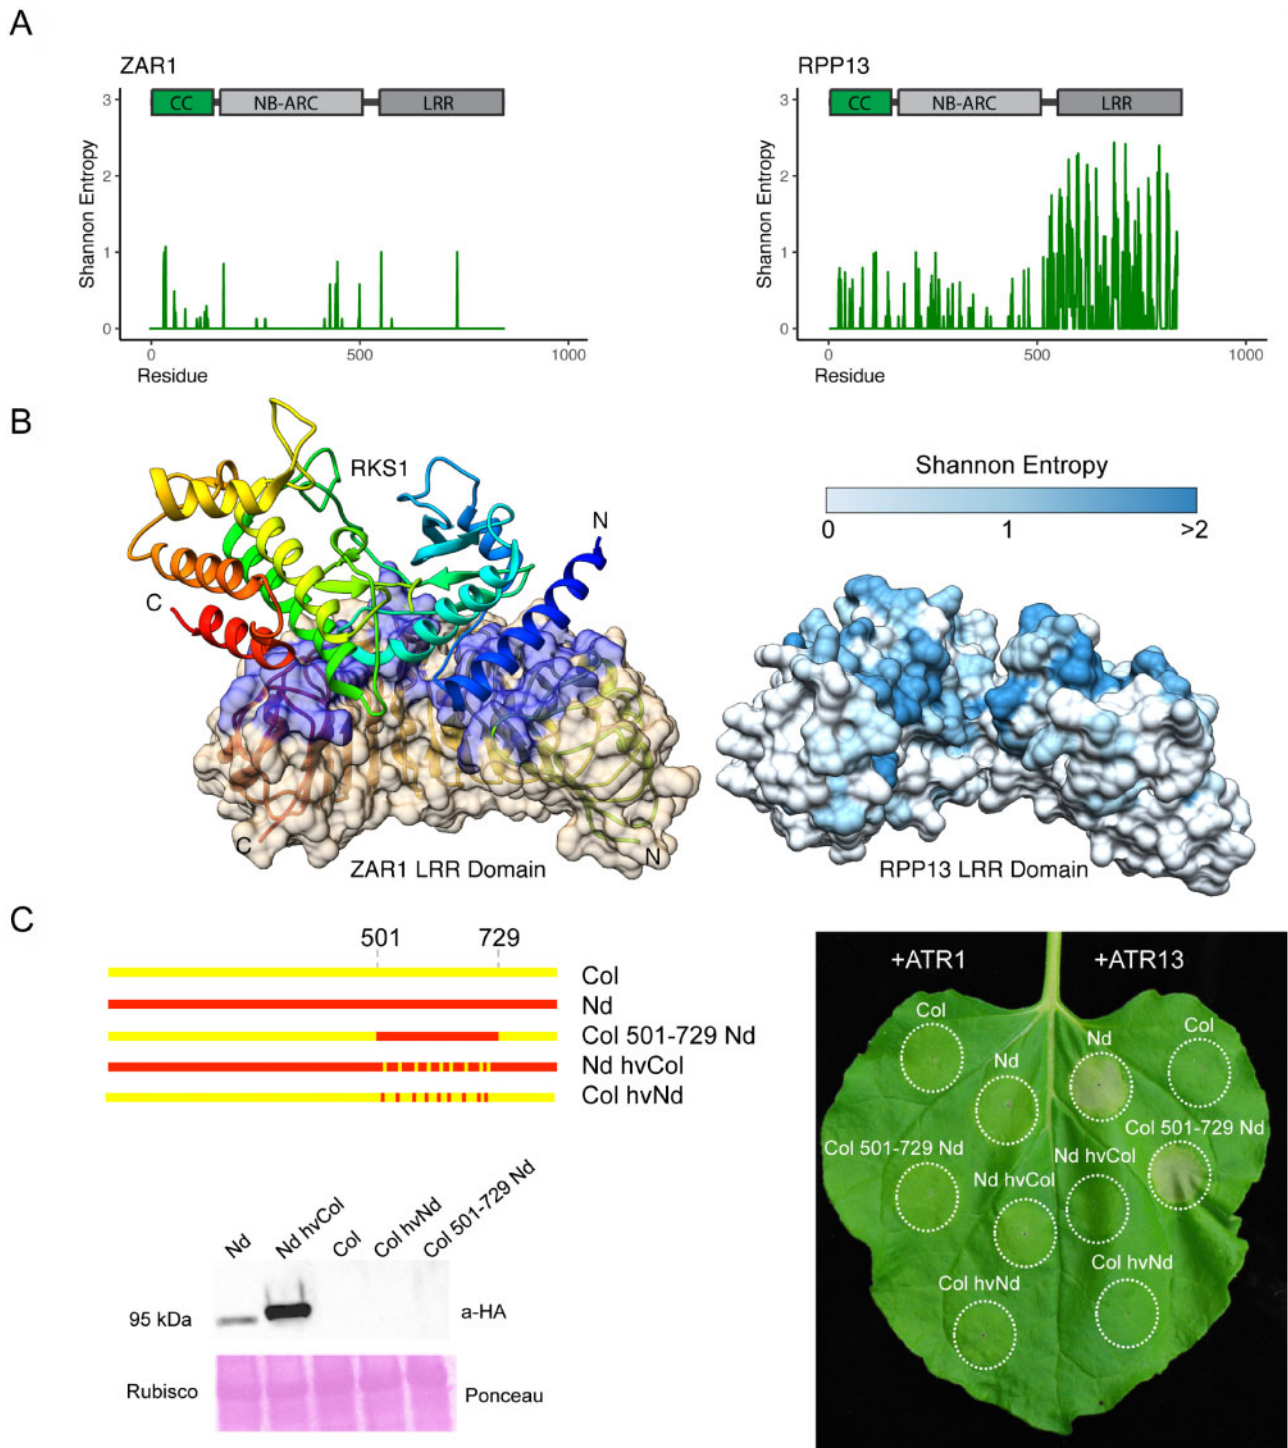 A
ZAR1
CC NB-ARC LRR
3
2
1
0
Shannon Entropy
0 500 1000
Residue
RPP13
CC NB-ARC LRR
3
2
1
0
Shannon Entropy
0 500 1000
Residue
B
RKS1
N
C
C
N
ZAR1 LRR Domain
Shannon Entropy
0 1 >2
RPP13 LRR Domain
C
501 729
Col
Nd
Col 501-729 Nd
Nd hvCol
Col hvNd
Nd
Nd hvCol
Col
Col hvNd
Col 501-729 Nd
95 kDa
a-HA
Rubisco
Ponceau
+ATR1 +ATR13
Col
Nd
Nd
Col
Col 501-729 Nd
Col 501-729 Nd
Nd hvCol
Nd hvCol
Col hvNd
Col hvNd